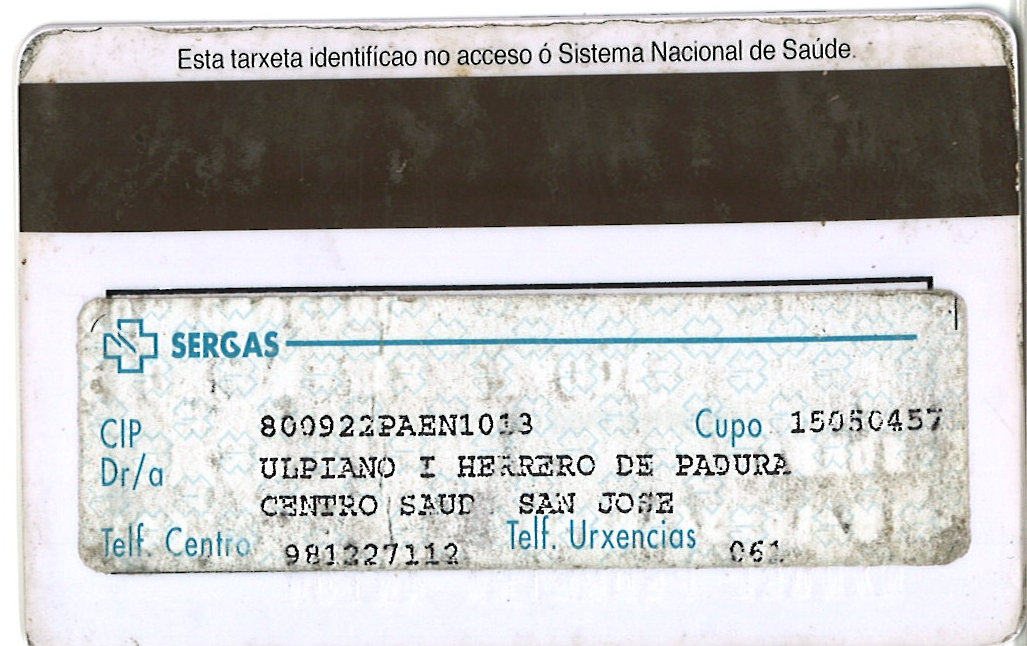 Esta tarxeta identifícao no acceso ó Sistema Nacional de Saúde.
SERGAS
CIP 800922PAEN1013 Cupo 15050457
Dr/a ULPIANO I HERRERO DE PADURA
CENTRO SAUD SAN JOSE
Telf. Centro 981227112 Telf. Urxencias 061